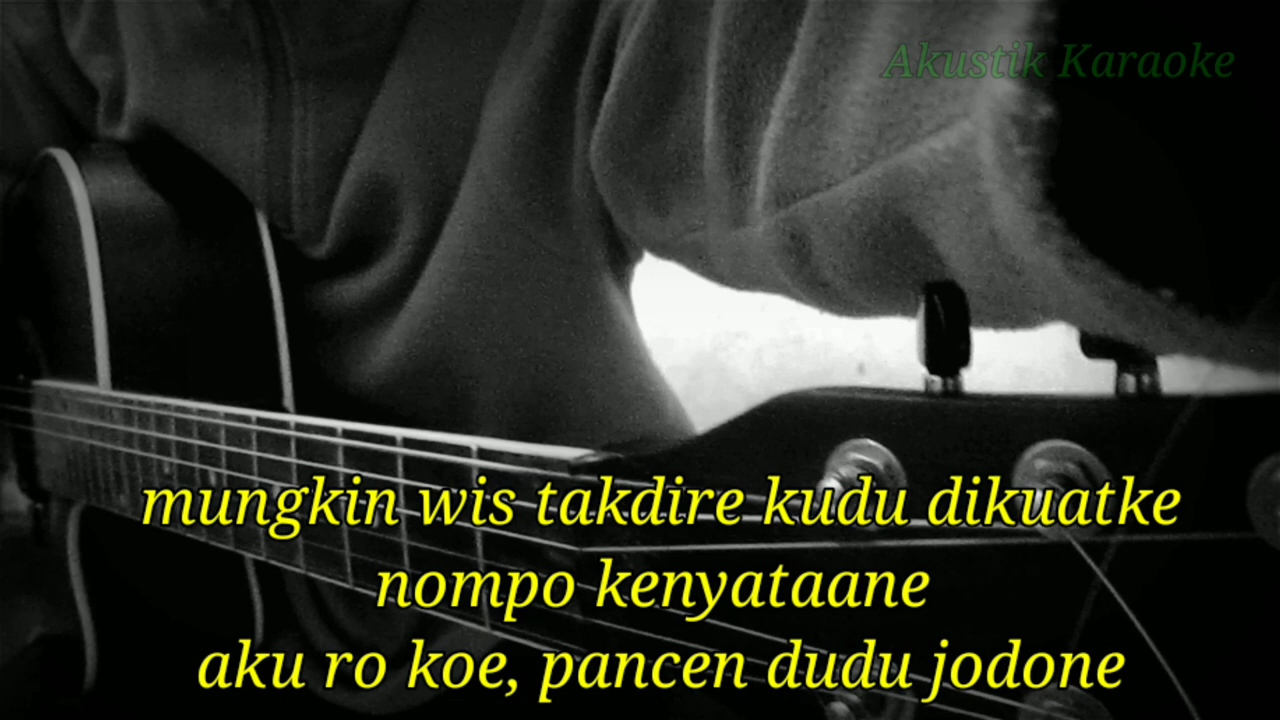 Akustik Karaoke
mungkin wis takdire kudu dikuatke
nompo kenyataane
aku ro koe, pancen dudu jodone